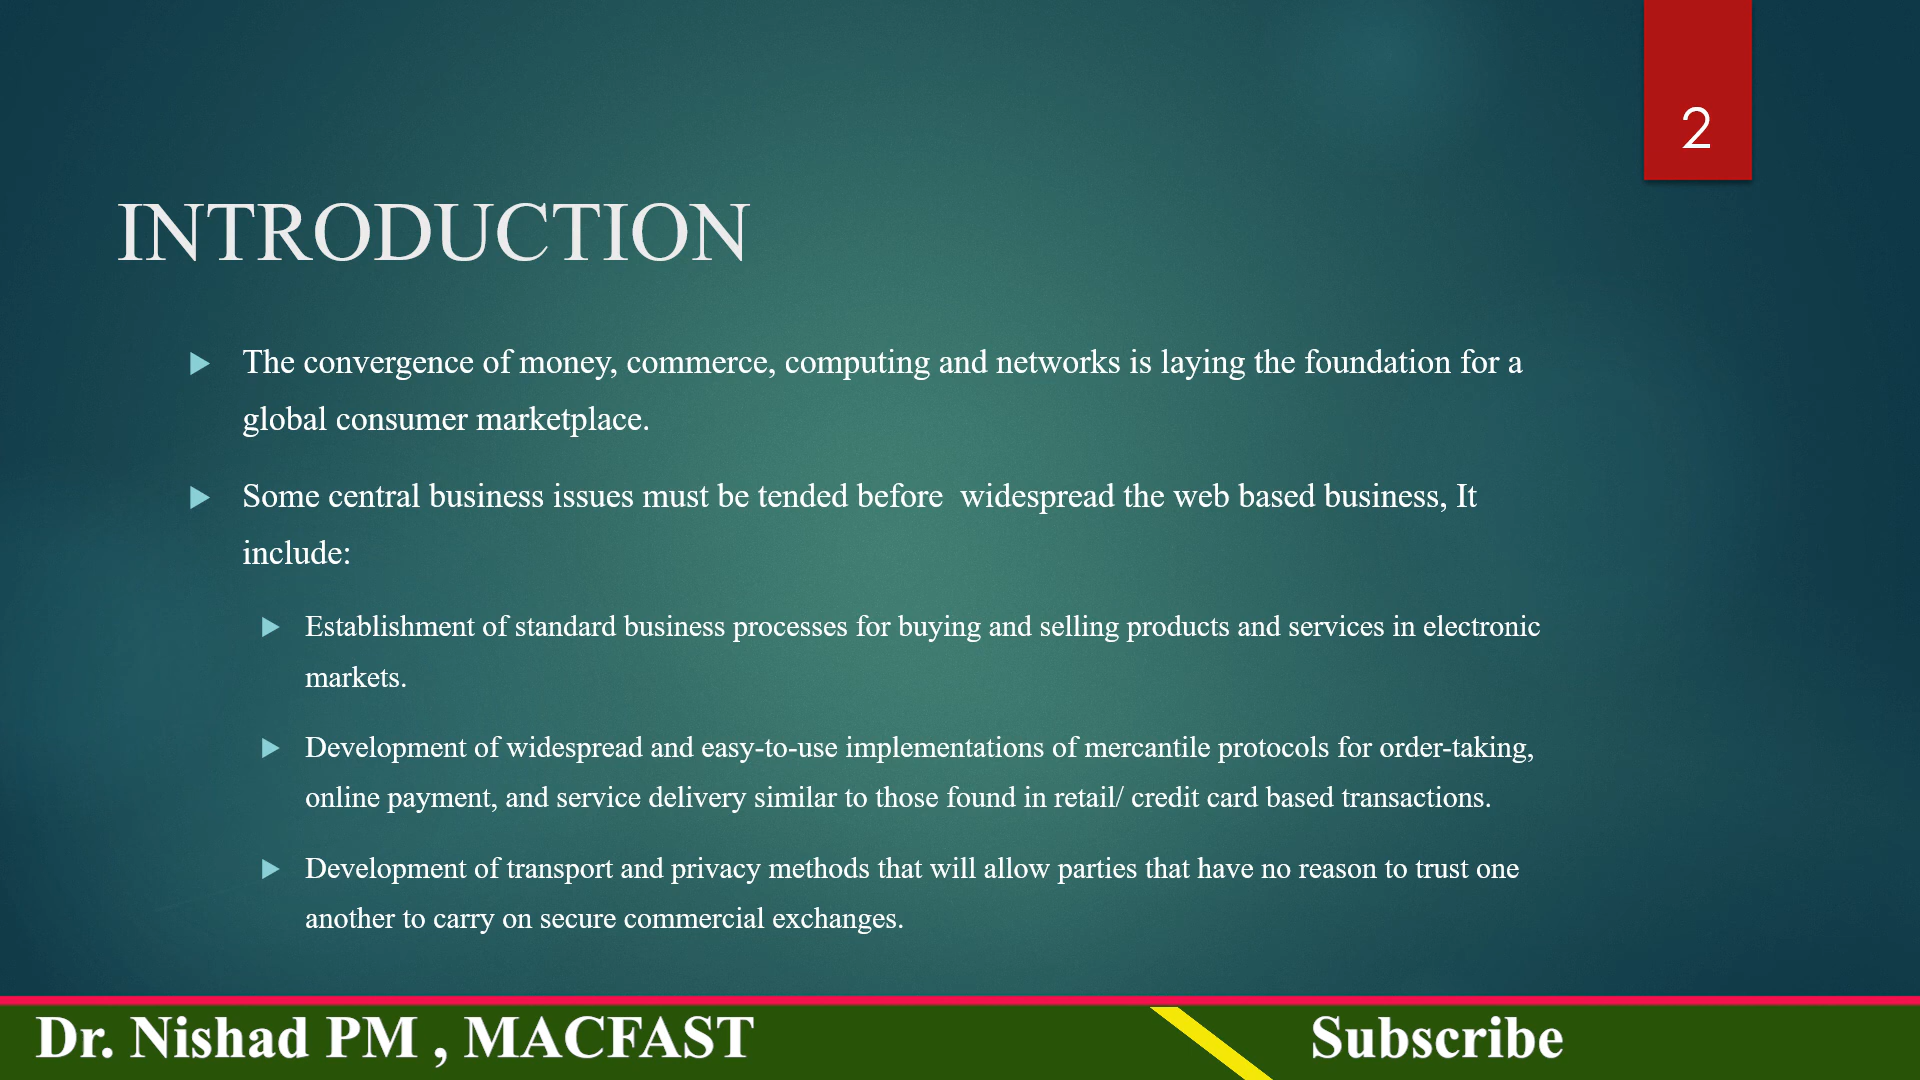 2
INTRODUCTION
The convergence of money, commerce, computing and networks is laying the foundation for a
global consumer marketplace.
Some central business issues must be tended before  widespread the web based business, It
include:
Establishment of standard business processes for buying and selling products and services in electronic
markets.
Development of widespread and easy-to-use implementations of mercantile protocols for order-taking,
online payment, and service delivery similar to those found in retail/ credit card based transactions.
Development of transport and privacy methods that will allow parties that have no reason to trust one
another to carry on secure commercial exchanges.
Dr. Nishad PM , MACFAST
Subscribe